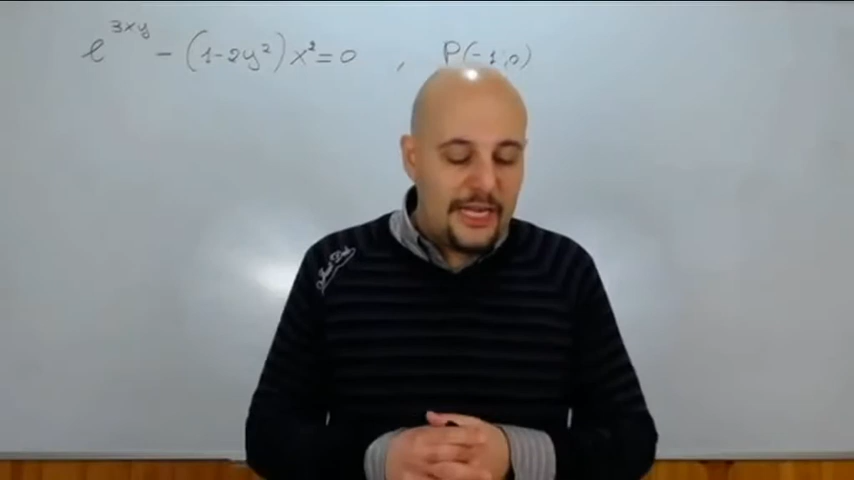 e^{3xy} - (1-2y²)x² = 0 , P(-1,0)